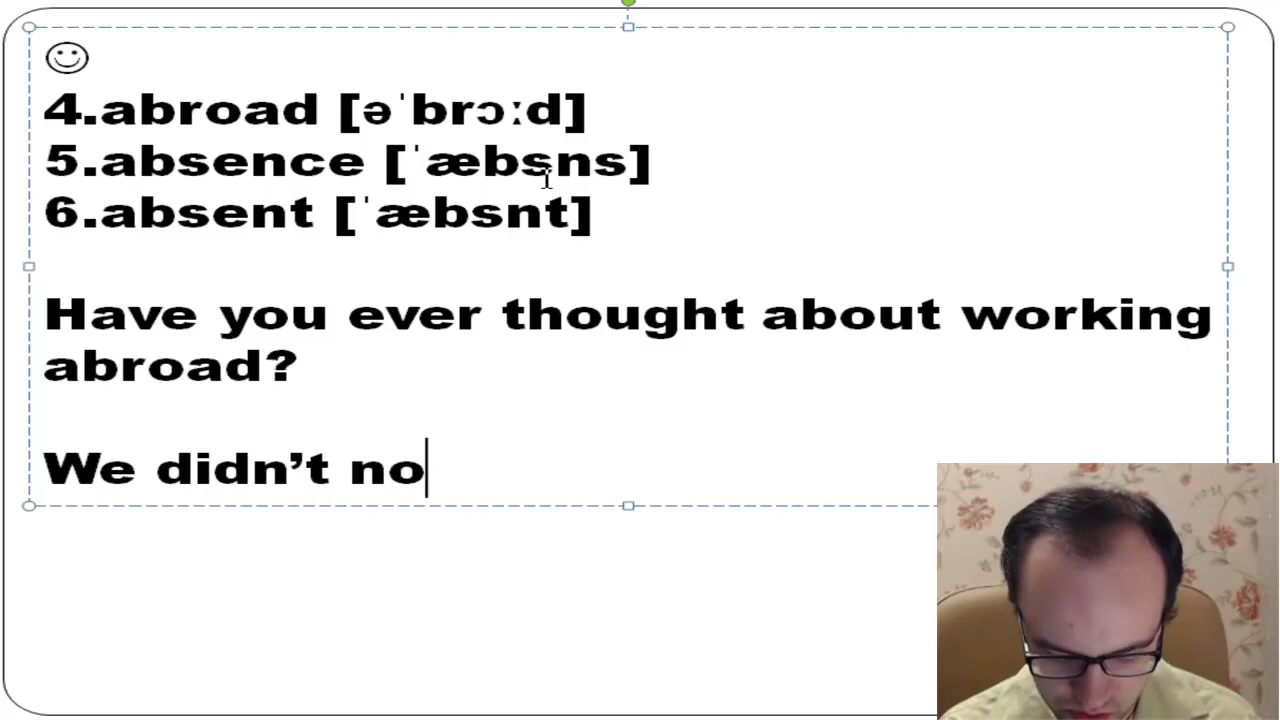 4.abroad [əˈbrɔːd]
5.absence [ˈæbsns]
6.absent [ˈæbsnt]
Have you ever thought about working
abroad?
We didn’t no